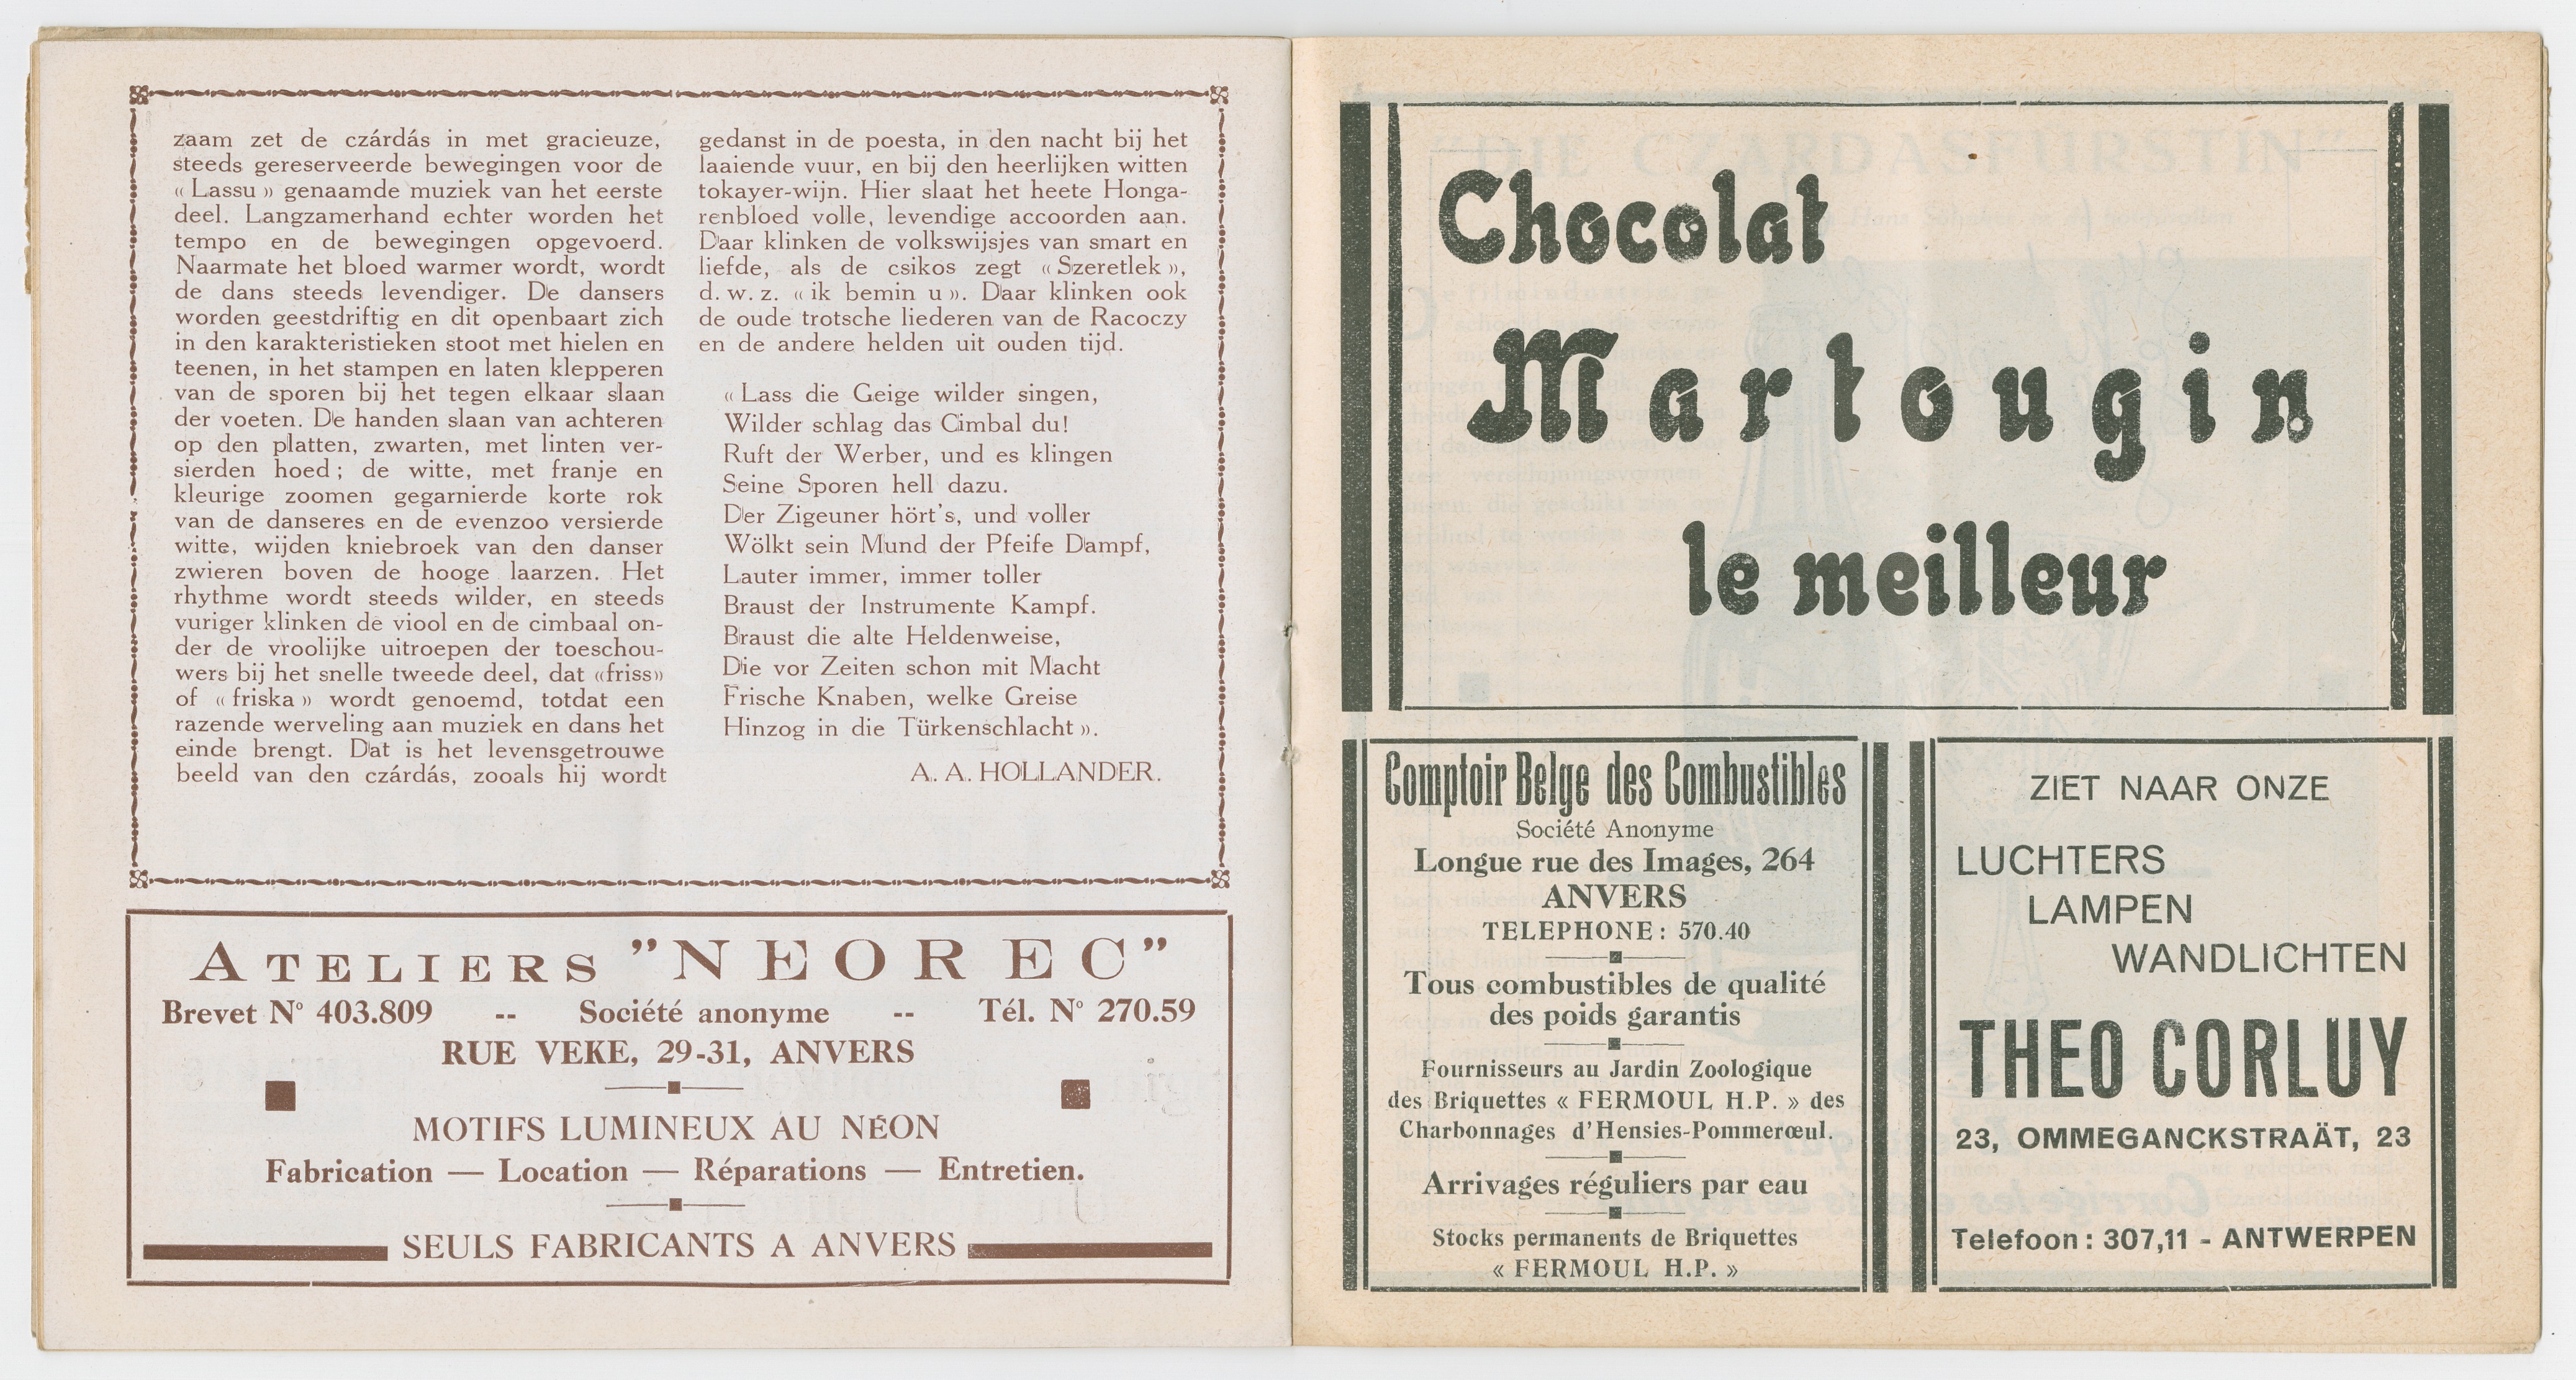 zaam zet de czárdás in met gracieuze,
steeds gereserveerde bewegingen voor de
« Lassu » genaamde muziek van het eerste
deel. Langzamerhand echter worden het
tempo en de bewegingen opgevoerd.
Naarmate het bloed warmer wordt, wordt
de dans steeds levendiger. De dansers
worden geestdriftig en dit openbaart zich
in den karakteristieken stoot met hielen en
teenen, in het stampen en laten klepperen
van de sporen bij het tegen elkaar slaan
der voeten. De handen slaan van achteren
op den platten, zwarten, met linten ver-
sierden hoed ; de witte, met franje en
kleurige zoomen gegarnierde korte rok
van de danseres en de evenzoo versierde
witte, wijden kniebroek van den danser
zwieren boven de hooge laarzen. Het
rhythme wordt steeds wilder, en steeds
vuriger klinken de viool en de cimbaal on-
der de vroolijke uitroepen der toeschou-
wers bij het snelle tweede deel, dat «friss»
of « friska » wordt genoemd, totdat een
razende werveling aan muziek en dans het
einde brengt. Dat is het levensgetrouwe
beeld van den czárdás, zooals hij wordt
gedanst in de poesta, in den nacht bij het
laaiende vuur, en bij den heerlijken witten
tokayer-wijn. Hier slaat het heete Honga-
renbloed volle, levendige accoorden aan.
Daar klinken de volkswijsjes van smart en
liefde, als de csikos zegt « Szeretlek »,
d. w. z. « ik bemin u ». Daar klinken ook
de oude trotsche liederen van de Racoczy
en de andere helden uit ouden tijd.
« Lass die Geige wilder singen,
Wilder schlag das Cimbal du!
Ruft der Werber, und es klingen
Seine Sporen hell dazu.
Der Zigeuner hört's, und voller
Wölkt sein Mund der Pfeife Dampf,
Lauter immer, immer toller
Braust der Instrumente Kampf.
Braust die alte Heldenweise,
Die vor Zeiten schon mit Macht
Frische Knaben, welke Greise
Hinzog in die Türkenschlacht ».
A. A. HOLLANDER.
ATELIERS "NEOREC"
Brevet N° 403.809 -- Société anonyme -- Tél. N° 270.59
RUE VEKE, 29-31, ANVERS
MOTIFS LUMINEUX AU NÉON
Fabrication — Location — Réparations — Entretien.
SEULS FABRICANTS A ANVERS
Chocolat
Martougin
le meilleur
Comptoir Belge des Combustibles
Société Anonyme
Longue rue des Images, 264
ANVERS
TELEPHONE : 570.40
Tous combustibles de qualité
des poids garantis
Fournisseurs au Jardin Zoologique
des Briquettes « FERMOUL H.P. » des
Charbonnages d'Hensies-Pommerœul.
Arrivages réguliers par eau
Stocks permanents de Briquettes
« FERMOUL H.P. »
ZIET NAAR ONZE
LUCHTERS
LAMPEN
WANDLICHTEN
THEO CORLUY
23, OMMEGANCKSTRAÄT, 23
Telefoon : 307,11 - ANTWERPEN